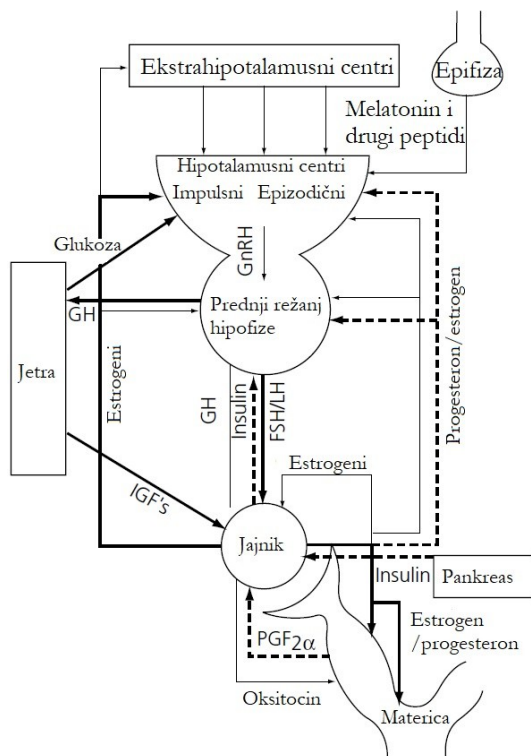 Ekstrahipotalamusni centri
Epifiza
Melatonin i
drugi peptidi
Hipotalamusni centri
Impulsni Epizodični
Glukoza
GnRH
GH
Prednji režanj
hipofize
Jetra
Estrogeni
GH
Insulin
FSH/LH
Progesteron/estrogen
IGF's
Estrogeni
Jajnik
Insulin
Pankreas
PGF2α
Estrogen
/progesteron
Oksitocin
Materica